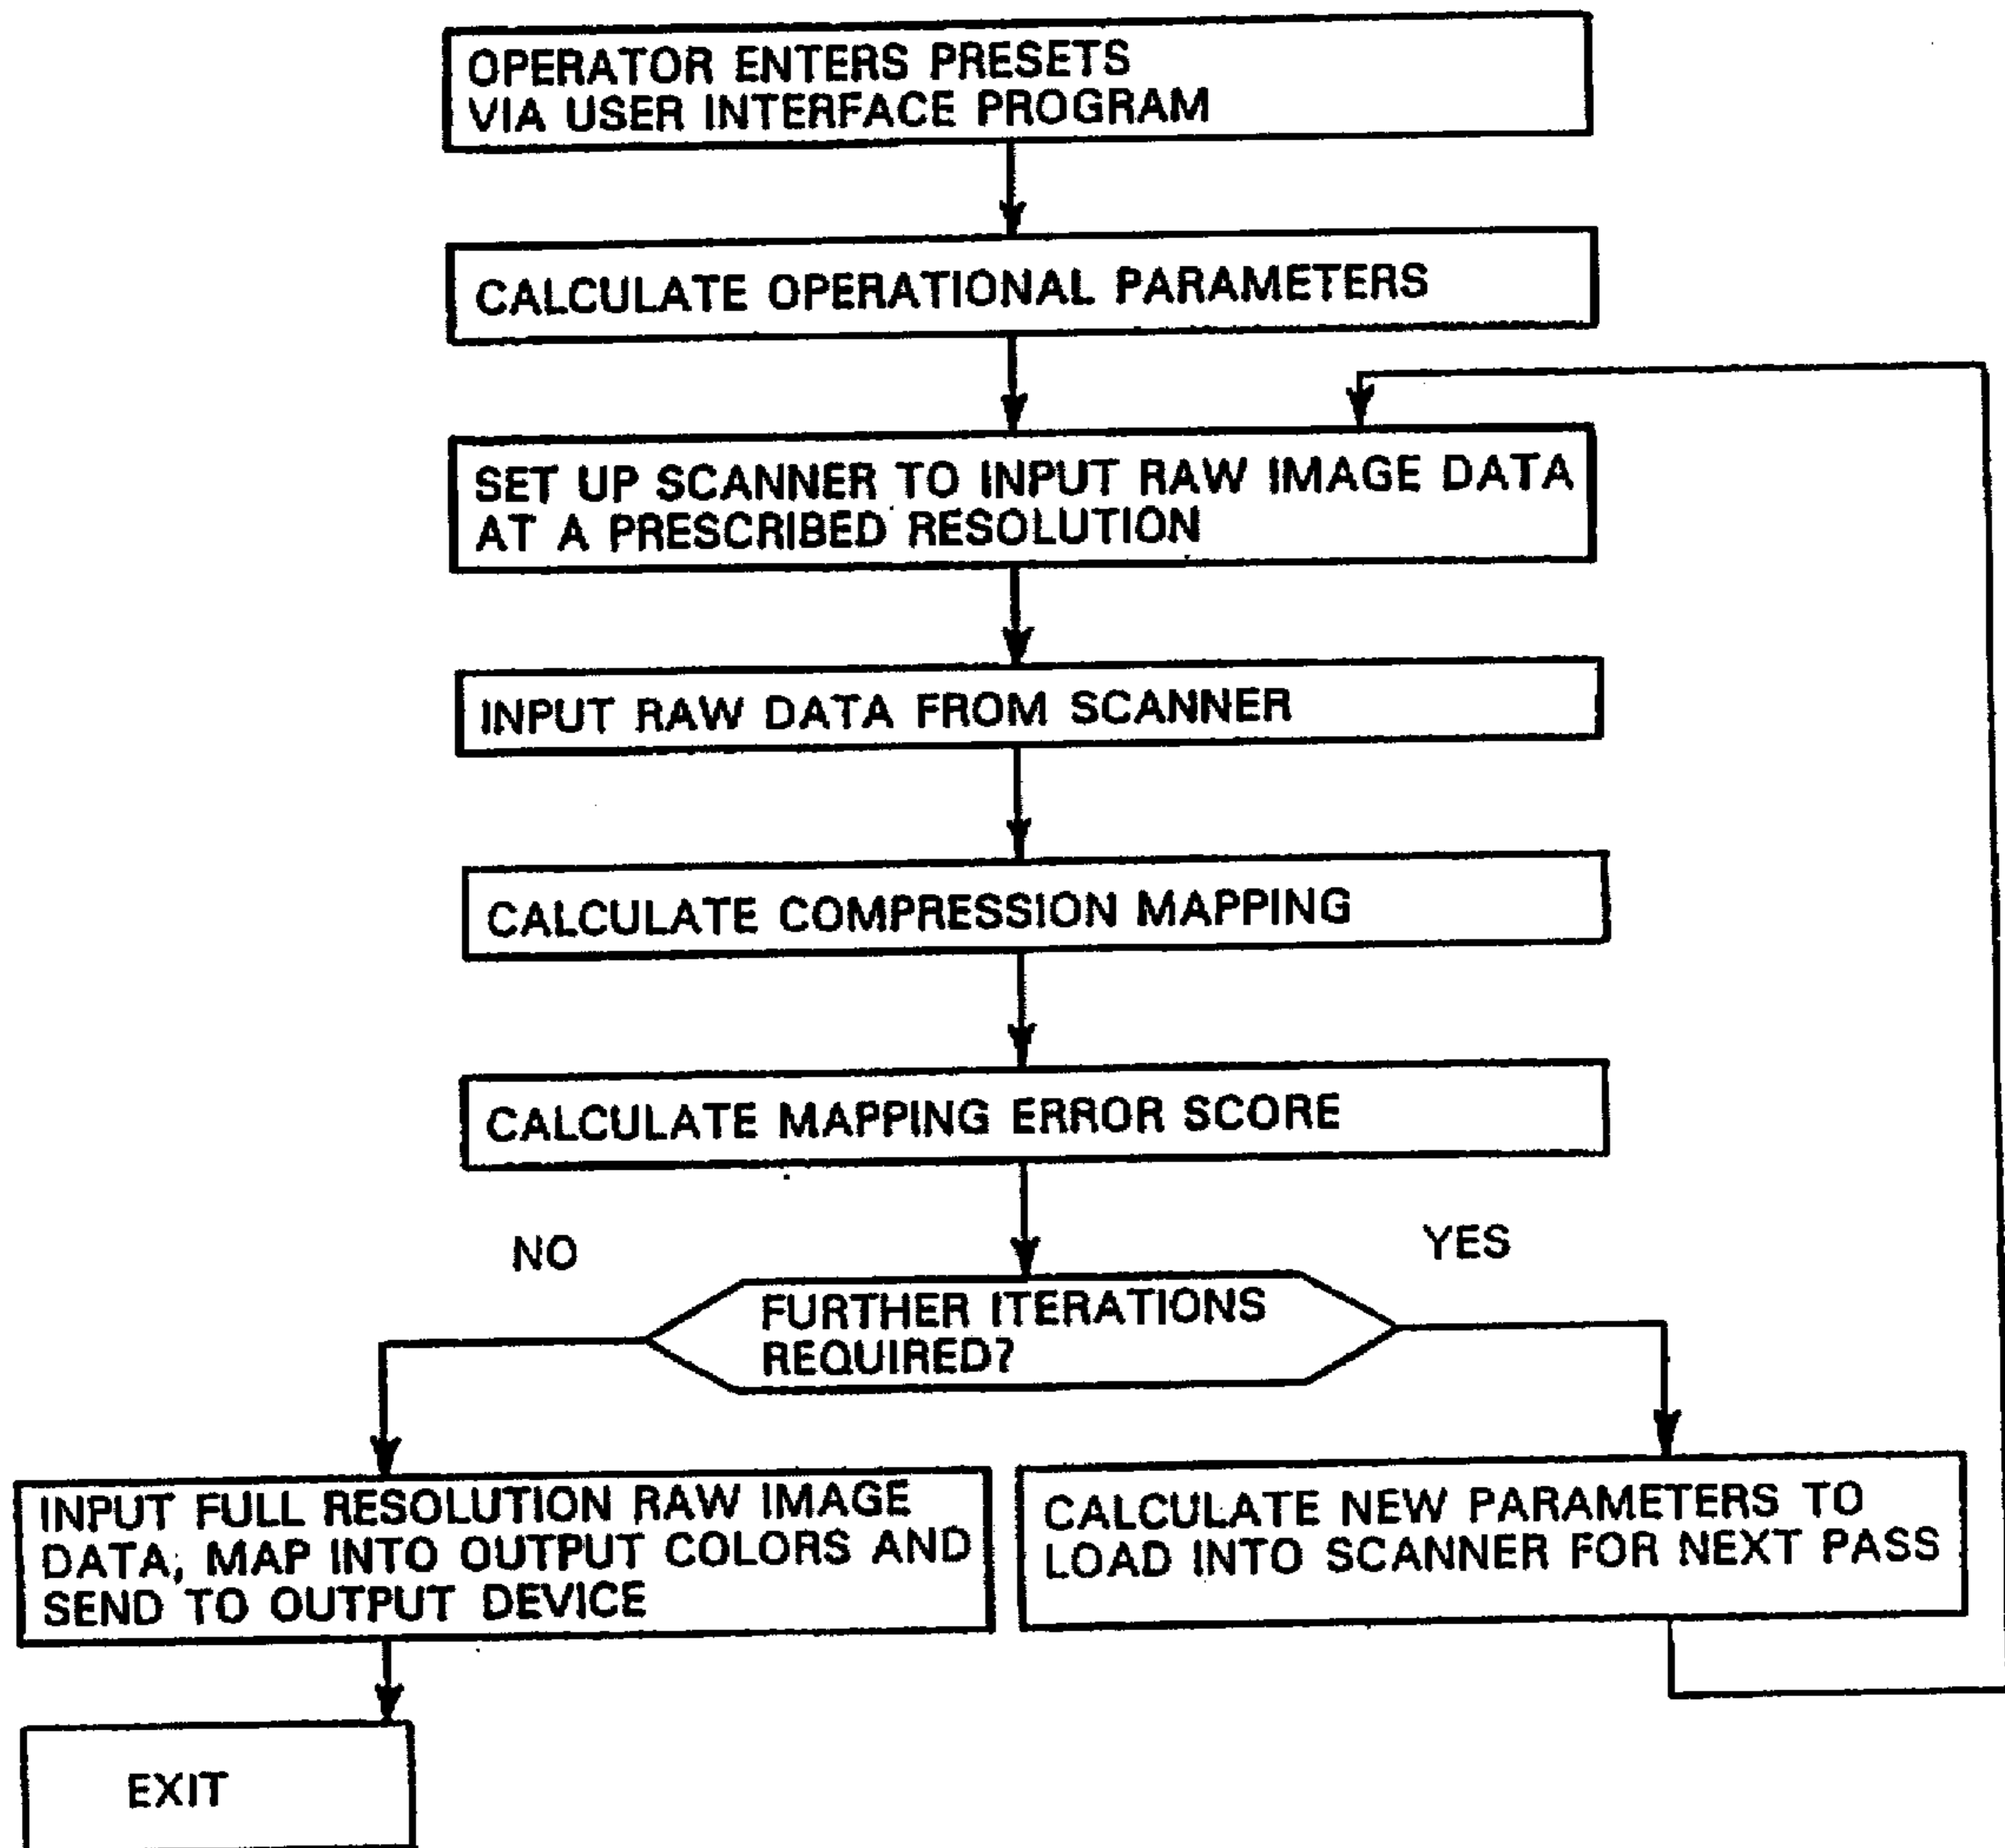 OPERATOR ENTERS PRESETS
VIA USER INTERFACE PROGRAM
CALCULATE OPERATIONAL PARAMETERS
SET UP SCANNER TO INPUT RAW IMAGE DATA
AT A PRESCRIBED RESOLUTION
INPUT RAW DATA FROM SCANNER
CALCULATE COMPRESSION MAPPING
CALCULATE MAPPING ERROR SCORE
NO
YES
FURTHER ITERATIONS
REQUIRED?
INPUT FULL RESOLUTION RAW IMAGE
DATA, MAP INTO OUTPUT COLORS AND
SEND TO OUTPUT DEVICE
CALCULATE NEW PARAMETERS TO
LOAD INTO SCANNER FOR NEXT PASS
EXIT